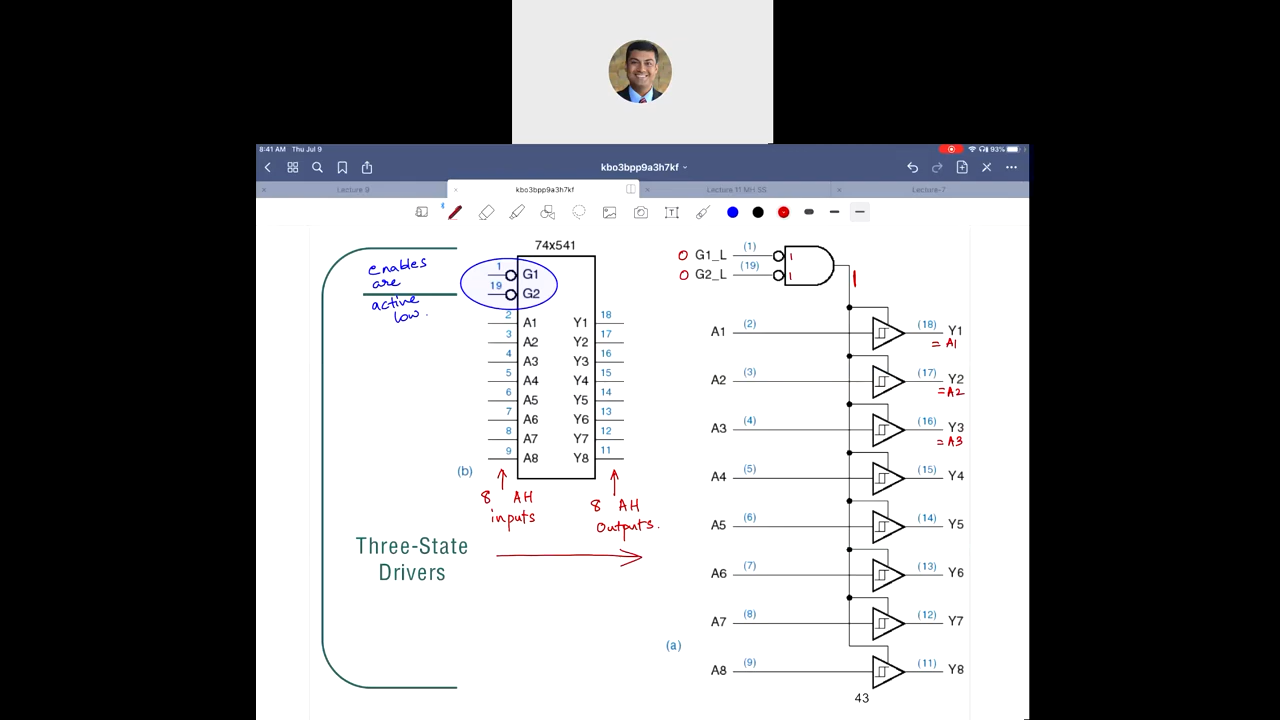 8:41 AM Thu Jul 9
93%
kbo3bpp9a3h7kf
Lecture 9
kbo3bpp9a3h7kf
Lecture 11 MH SS
Lecture-7
74x541
enables
are
active
low.
1 G1
19 G2
2 A1 Y1 18
3 A2 Y2 17
4 A3 Y3 16
5 A4 Y4 15
6 A5 Y5 14
7 A6 Y6 13
8 A7 Y7 12
9 A8 Y8 11
(b)
8 AH
inputs
8 AH
Outputs.
Three-State
Drivers
0 G1_L (1) 1
0 G2_L (19) 1
1
A1 (2) (18) Y1
= A1
A2 (3) (17) Y2
= A2
A3 (4) (16) Y3
= A3
A4 (5) (15) Y4
A5 (6) (14) Y5
A6 (7) (13) Y6
A7 (8) (12) Y7
(a)
A8 (9) (11) Y8
43